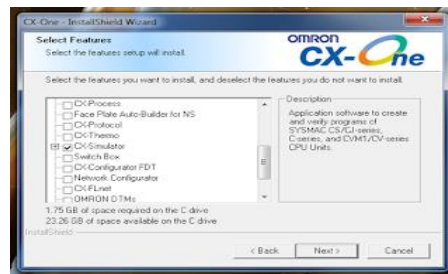 CX-One - InstallShield Wizard
Select Features
Select the features setup will install.
OMRON
CX-One
Select the features you want to install, and deselect the features you do not want to install.
CX-Process
Face Plate Auto-Builder for NS
CX-Protocol
CX-Thermo
CX-Simulator
Switch Box
CX-Configurator FDT
Network Configurator
CX-FLnet
OMRON DTMs
Description
Application software to create
and verify programs of
SYSMAC CS/CJ-series,
C-series, and CVM1/CV-series
CPU Units.
1.75 GB of space required on the C drive
23.26 GB of space available on the C drive
InstallShield
< Back
Next >
Cancel